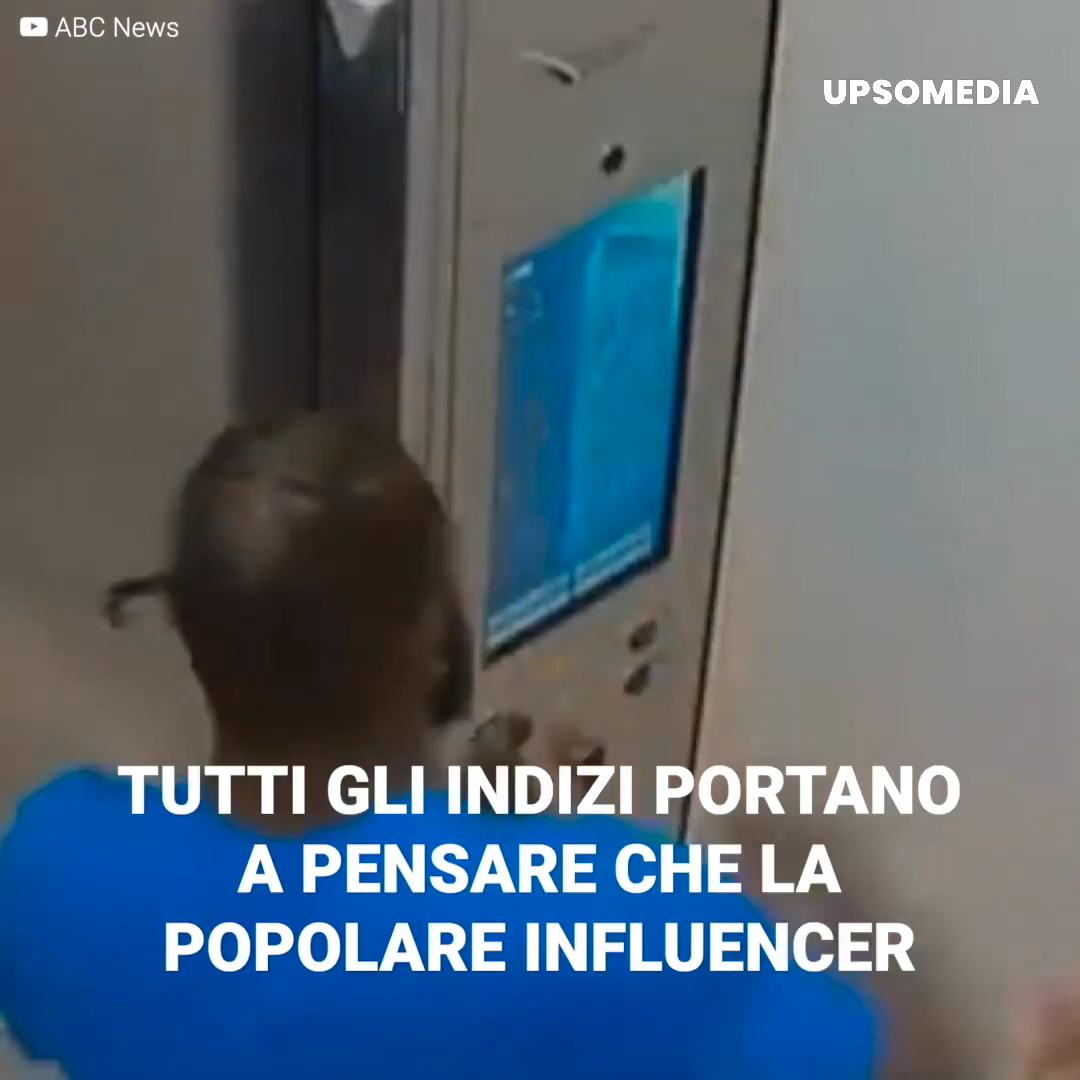 ABC News
UPSOMEDIA
TUTTI GLI INDIZI PORTANO
A PENSARE CHE LA
POPOLARE INFLUENCER